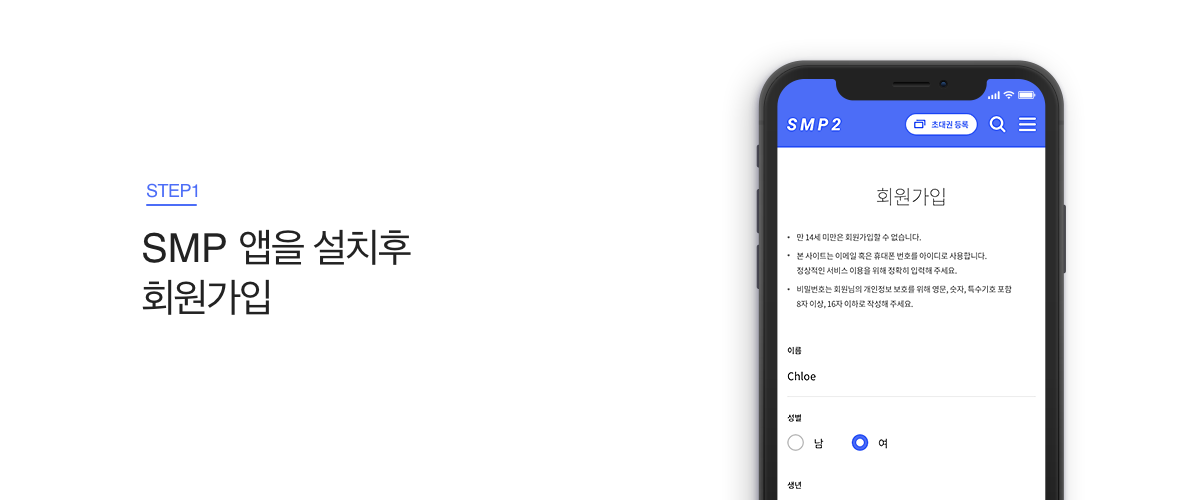 STEP1
SMP 앱을 설치후
회원가입
SMP2
초대권 등록
회원가입
• 만 14세 미만은 회원가입할 수 없습니다.
• 본 사이트는 이메일 혹은 휴대폰 번호를 아이디로 사용합니다.
정상적인 서비스 이용을 위해 정확히 입력해 주세요.
• 비밀번호는 회원님의 개인정보 보호를 위해 영문, 숫자, 특수기호 포함
8자 이상, 16자 이하로 작성해 주세요.
이름
Chloe
성별
남 여
생년